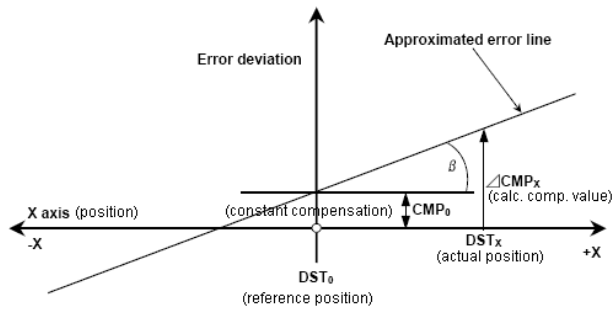 Approximated error line
Error deviation
β
⊿CMPX
(calc. comp. value)
X axis (position)
(constant compensation)
CMP0
-X
DSTX
(actual position)
+X
DST0
(reference position)